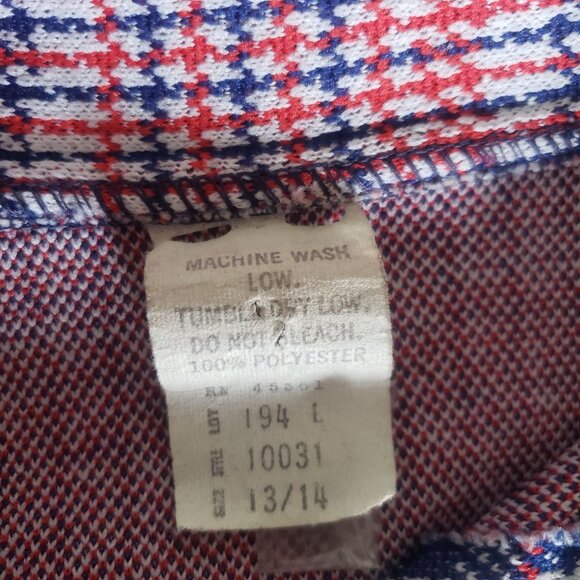 MACHINE WASH
LOW.
TUMBLE DRY LOW.
DO NOT BLEACH.
100% POLYESTER
RN 45361
LOT 194 L
STYLE 10031
SIZE 13/14